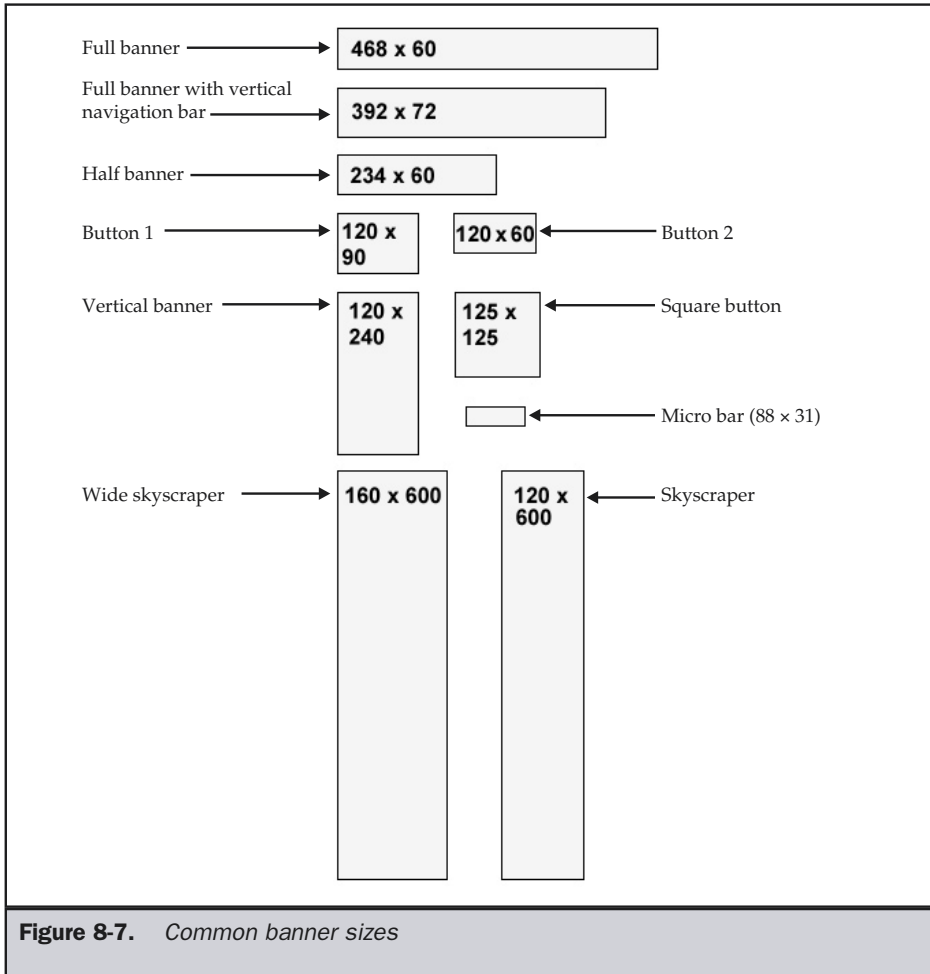 Full banner
468 x 60
Full banner with vertical
navigation bar
392 x 72
Half banner
234 x 60
Button 1
120 x
90
120 x 60
Button 2
Vertical banner
120 x
240
125 x
125
Square button
Micro bar (88 × 31)
Wide skyscraper
160 x 600
120 x
600
Skyscraper
Figure 8-7. Common banner sizes